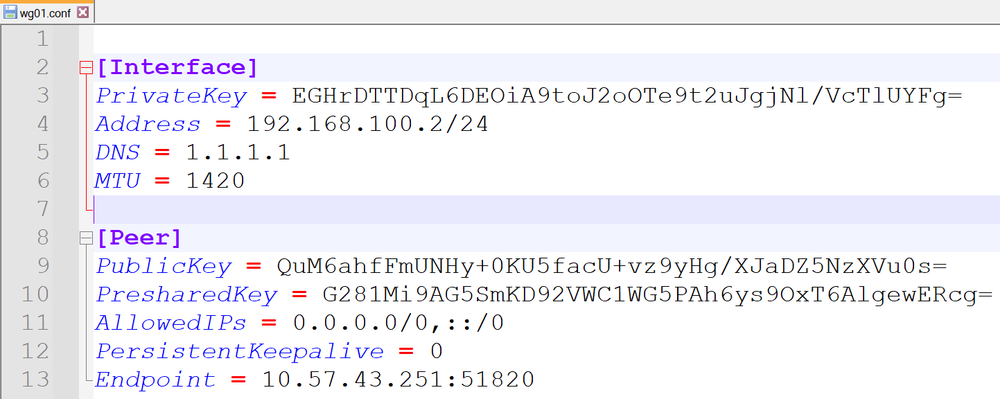 wg01.conf
1
2 [Interface]
3 PrivateKey = EGHrDTTDqL6DEOiA9toJ2oOTe9t2uJgjNl/VcTlUYFg=
4 Address = 192.168.100.2/24
5 DNS = 1.1.1.1
6 MTU = 1420
7
8 [Peer]
9 PublicKey = QuM6ahfFmUNHy+0KU5facU+vz9yHg/XJaDZ5NzXVu0s=
10 PresharedKey = G281Mi9AG5SmKD92VWC1WG5PAh6ys9OxT6AlgewERcg=
11 AllowedIPs = 0.0.0.0/0,::/0
12 PersistentKeepalive = 0
13 Endpoint = 10.57.43.251:51820